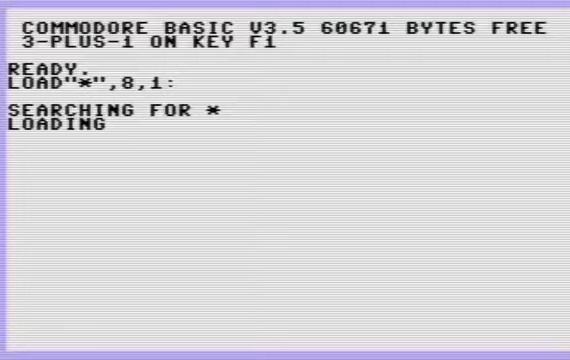 COMMODORE BASIC V3.5 60671 BYTES FREE
3-PLUS-1 ON KEY F1
READY.
LOAD"*",8,1:
SEARCHING FOR *
LOADING